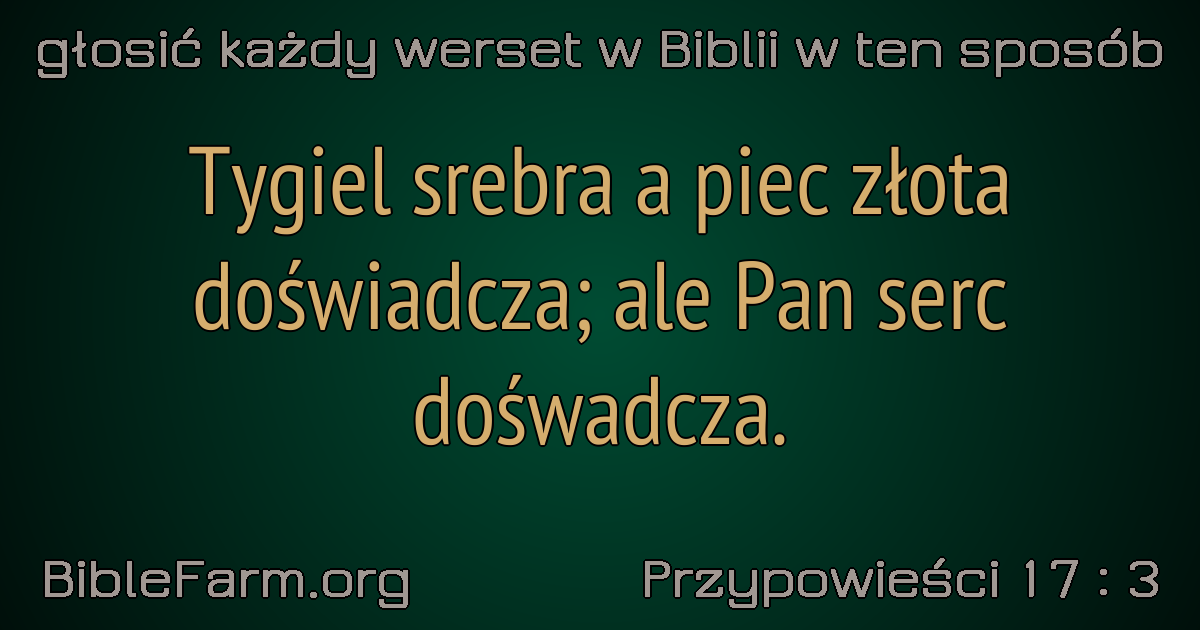 głosić każdy werset w Biblii w ten sposób
Tygiel srebra a piec złota
doświadcza; ale Pan serc
doświadcza.
BibleFarm.org
Przypowieści 17 : 3